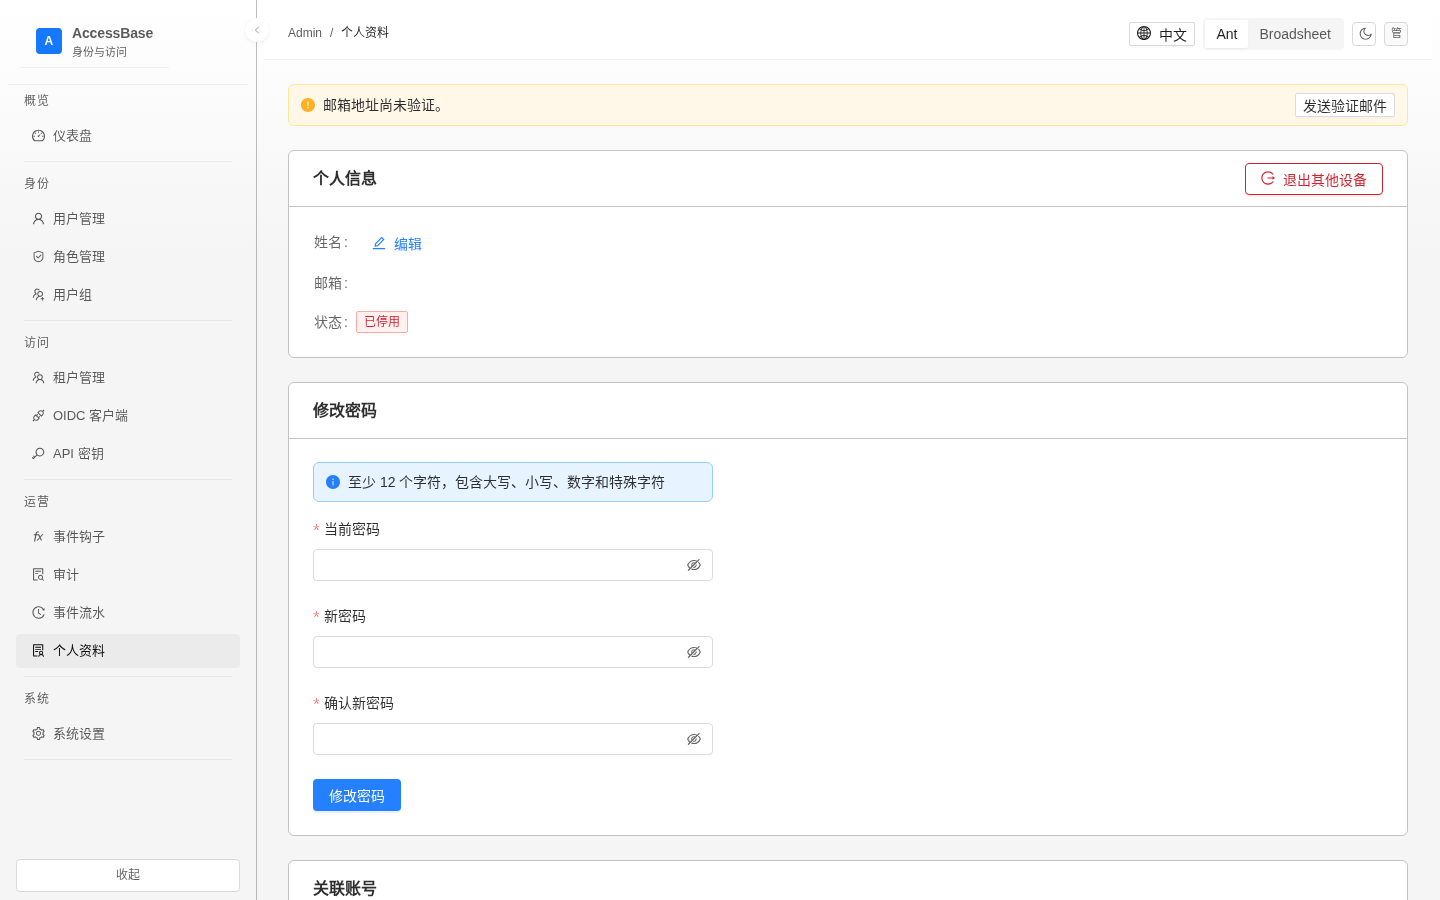 A
AccessBase
身份与访问
概览
仪表盘
身份
用户管理
角色管理
用户组
访问
租户管理
OIDC 客户端
API 密钥
运营
fx 事件钩子
审计
事件流水
个人资料
系统
系统设置
收起
Admin / 个人资料
中文
Ant
Broadsheet
管
邮箱地址尚未验证。
发送验证邮件
个人信息
退出其他设备
姓名:
编辑
邮箱:
状态:
已停用
修改密码
至少 12 个字符，包含大写、小写、数字和特殊字符
* 当前密码
* 新密码
* 确认新密码
修改密码
关联账号